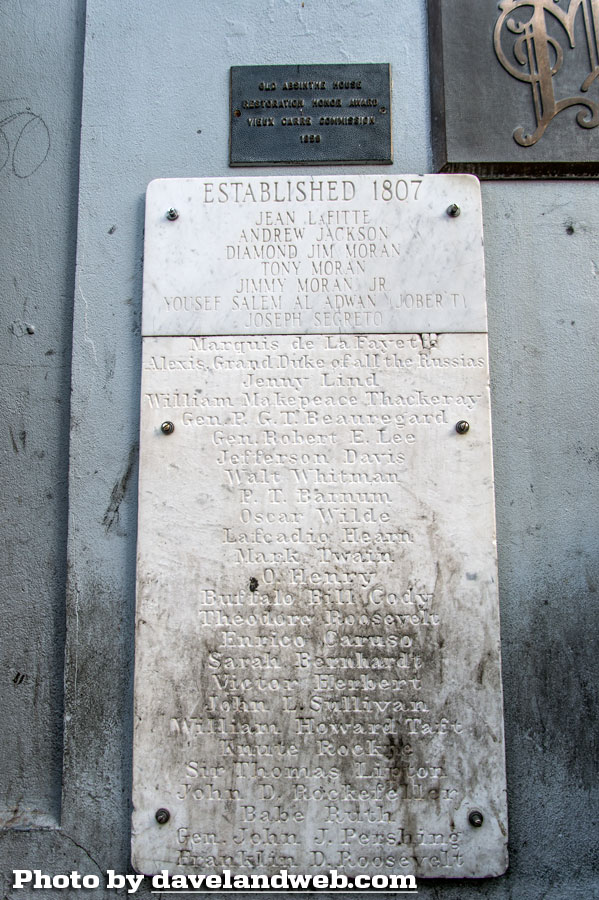 OLD ABSINTHE HOUSE
RESTORATION HONOR AWARD
VIEUX CARRE COMMISSION
M
ESTABLISHED 1807
JEAN LAFITTE
ANDREW JACKSON
DIAMOND JIM MORAN
TONY MORAN
JIMMY MORAN JR
YOUSEF SALEM AL ADWAN (JOBER'T)
JOSEPH SEGRETO
Marquis de La Fayette
Alexis, Grand Duke of all the Russias
Jenny Lind
William Makepeace Thackeray
Gen. P. G. T. Beauregard
Gen. Robert E. Lee
Jefferson Davis
Walt Whitman
P. T. Barnum
Oscar Wilde
Lafcadio Hearn
Mark Twain
O. Henry
Buffalo Bill Cody
Theodore Roosevelt
Enrico Caruso
Sarah Bernhardt
Victor Herbert
John L. Sullivan
William Howard Taft
Knute Rockne
Sir Thomas Lipton
John D. Rockefeller
Babe Ruth
Gen. John J. Pershing
Franklin D. Roosevelt
Photo by davelandweb.com